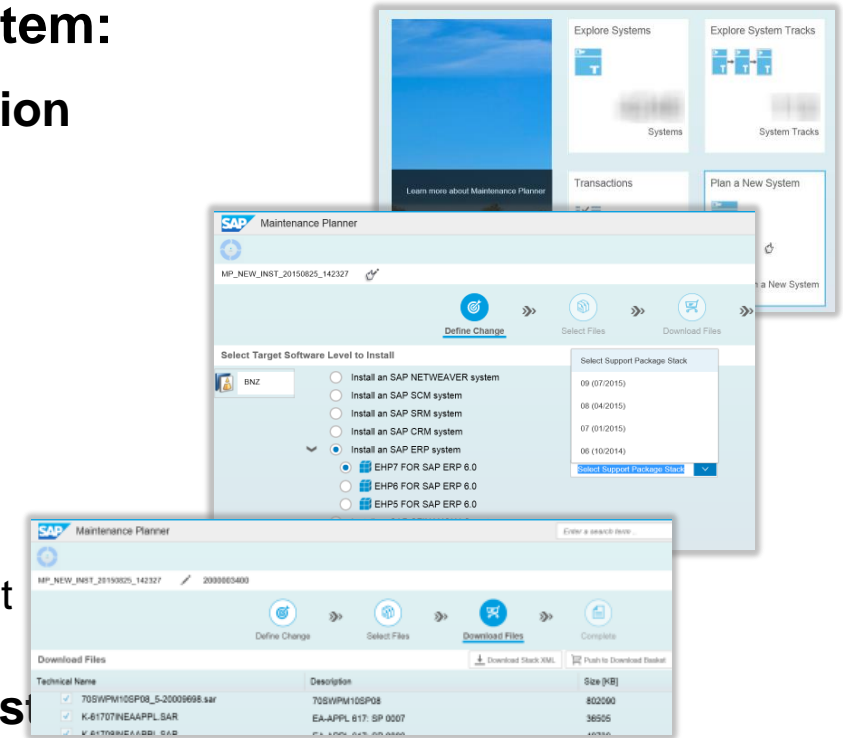 tem:
ion
Explore Systems
Explore System Tracks
T
T T T
Systems
System Tracks
Learn more about Maintenance Planner
Transactions
Plan a New System
a New System
SAP Maintenance Planner
MP_NEW_INST_20150825_142327
Define Change
Select Files
Download Files
Select Target Software Level to Install
BNZ
Install an SAP NETWEAVER system
Install an SAP SCM system
Install an SAP SRM system
Install an SAP CRM system
Install an SAP ERP system
EHP7 FOR SAP ERP 6.0
EHP6 FOR SAP ERP 6.0
EHP5 FOR SAP ERP 6.0
Select Support Package Stack
09 (07/2015)
08 (04/2015)
07 (01/2015)
06 (10/2014)
Select Support Package Stack
t
st
SAP Maintenance Planner
Enter a search term...
MP_NEW_INST_20150825_142327 2000003400
Define Change
Select Files
Download Files
Complete
Download Files
Download Stack XML
Push to Download Basket
Technical Name Description Size [KB]
70SWPM10SP08_5-20009698.sar 70SWPM10SP08 802090
K-61707INEAAPPL.SAR EA-APPL 617: SP 0007 36505